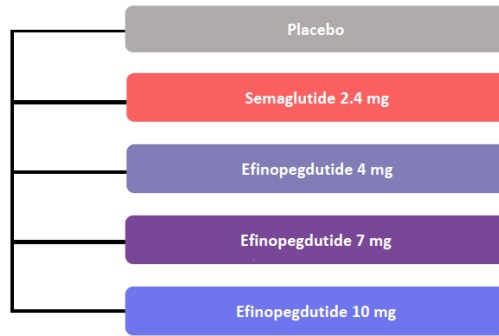 Placebo
Semaglutide 2.4 mg
Efinopegdutide 4 mg
Efinopegdutide 7 mg
Efinopegdutide 10 mg